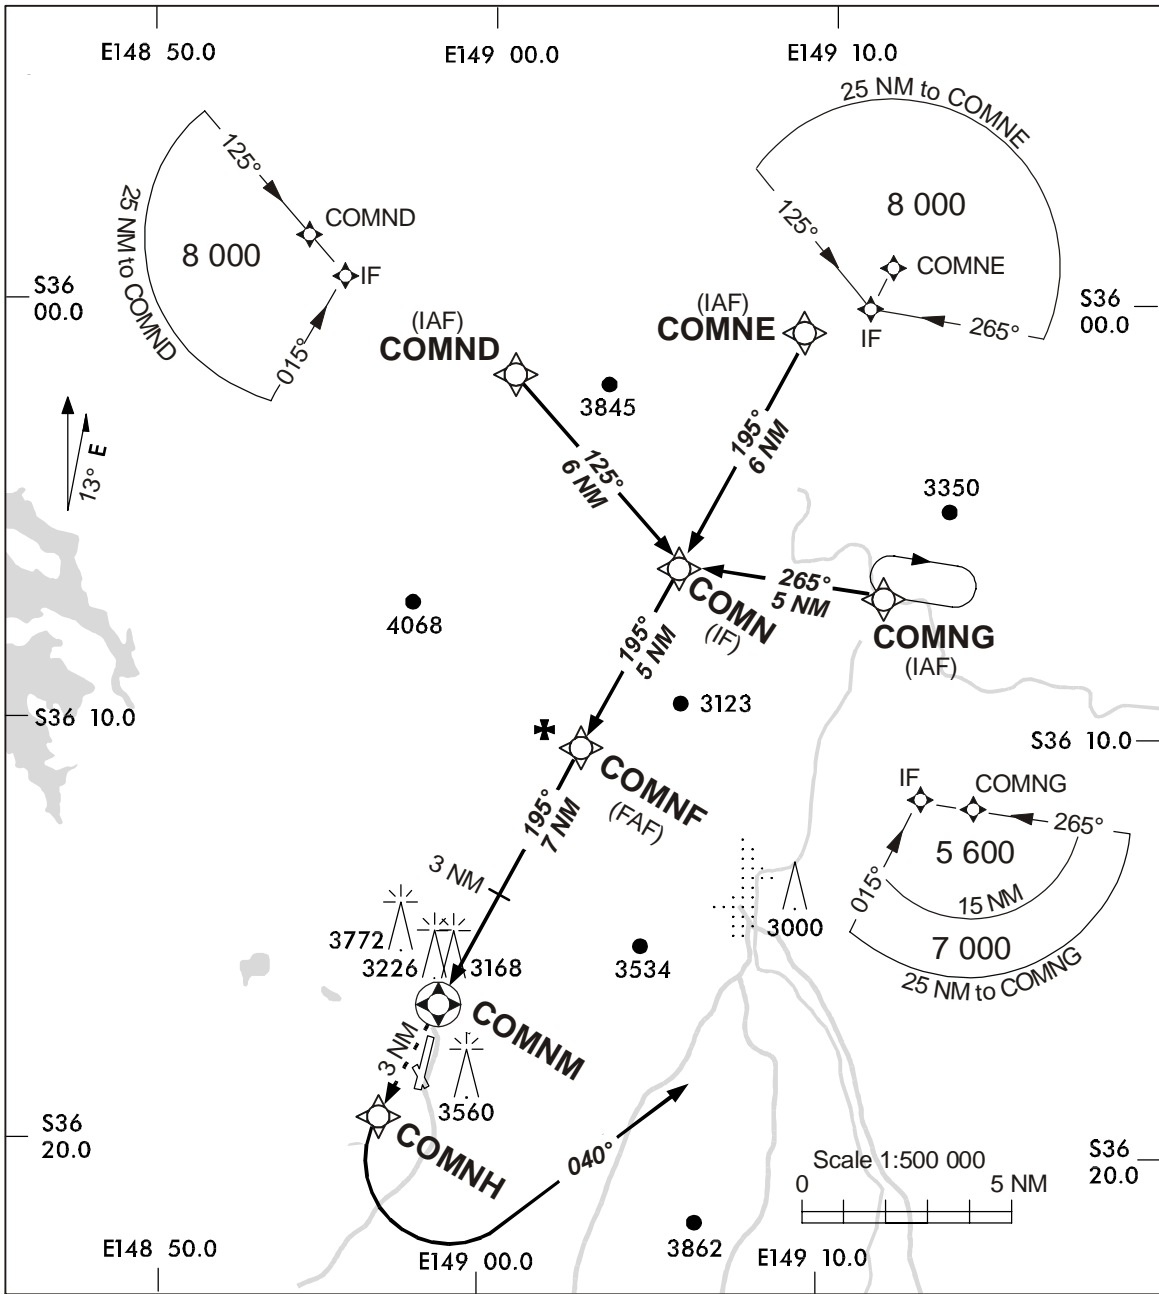 E148 50.0
E149 00.0
E149 10.0
25 NM to COMNE
125°
8 000
COMNE
IF
265°
125°
25 NM to COMND
8 000
COMND
IF
015°
S36
00.0
S36
00.0
(IAF)
COMND
(IAF)
COMNE
3845
195°
6 NM
125°
6 NM
13° E
3350
265°
5 NM
COMN
(IF)
4068
195°
5 NM
COMNG
(IAF)
S36 10.0
3123
S36 10.0
COMNF
(FAF)
195°
7 NM
IF
COMNG
265°
5 600
015°
15 NM
7 000
25 NM to COMNG
3 NM
3772
3226
3168
3534
3000
COMNM
3 NM
3560
S36
20.0
COMNH
040°
Scale 1:500 000
0
5 NM
S36
20.0
3862
E148 50.0
E149 00.0
E149 10.0